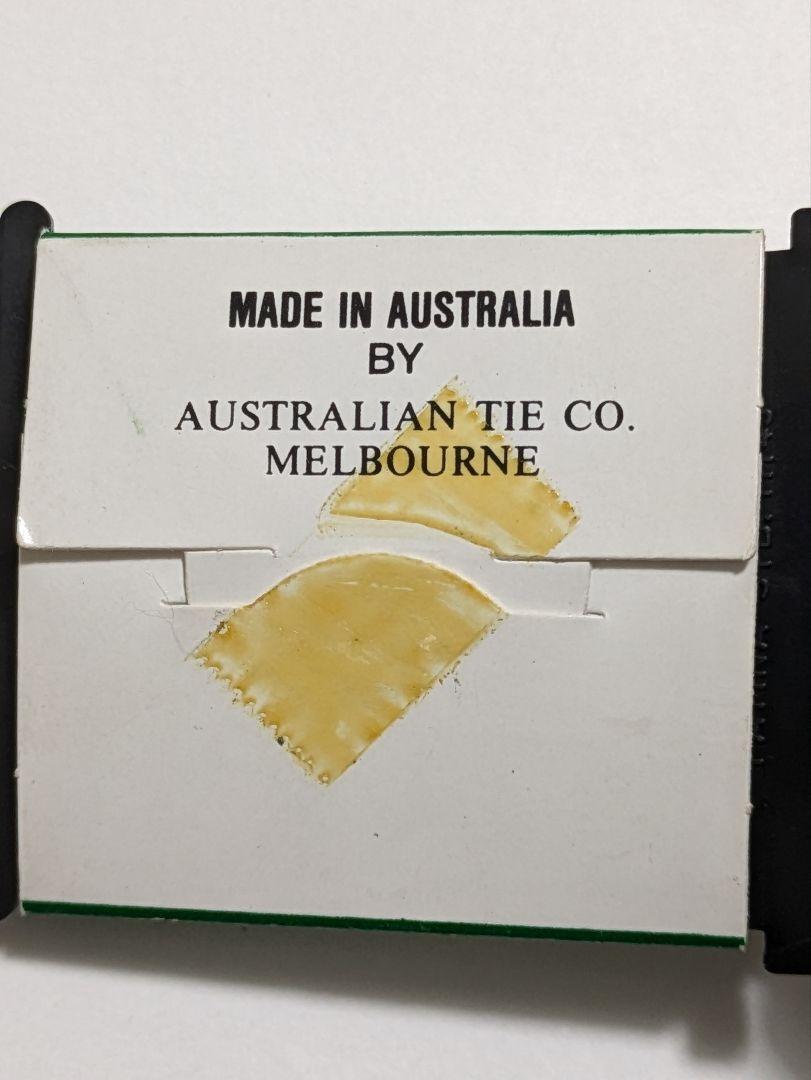 MADE IN AUSTRALIA
BY
AUSTRALIAN TIE CO.
MELBOURNE